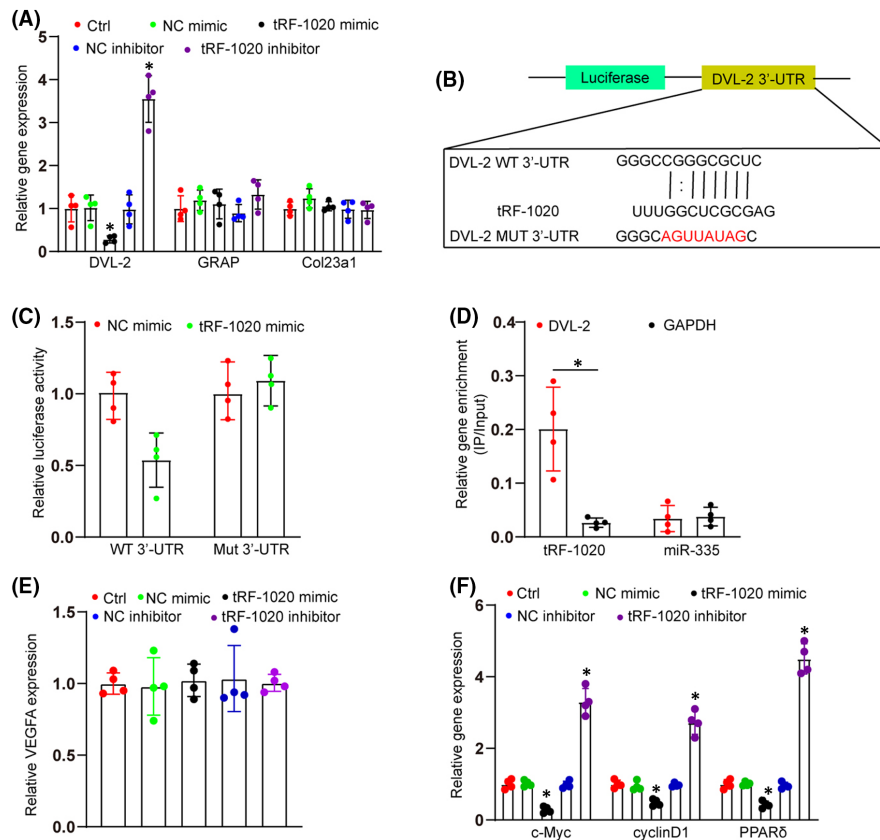 (A)
Ctrl
NC mimic
tRF-1020 mimic
NC inhibitor
tRF-1020 inhibitor
Relative gene expression
5
4
3
2
1
0
*
*
DVL-2
GRAP
Col23a1
(B)
Luciferase
DVL-2 3'-UTR
DVL-2 WT 3'-UTR
GGGCCGGGCGCUC
tRF-1020
UUUGGCUCGCGAG
DVL-2 MUT 3'-UTR
GGGCAGUUAUAGC
(C)
NC mimic
tRF-1020 mimic
Relative luciferase activity
1.5
1.0
0.5
0.0
WT 3'-UTR
Mut 3'-UTR
(D)
DVL-2
GAPDH
Relative gene enrichment
(IP/Input)
0.4
0.3
0.2
0.1
0.0
*
tRF-1020
miR-335
(E)
Ctrl
NC mimic
tRF-1020 mimic
NC inhibitor
tRF-1020 inhibitor
Relative VEGFA expression
1.5
1.0
0.5
0.0
(F)
Ctrl
NC mimic
tRF-1020 mimic
NC inhibitor
tRF-1020 inhibitor
Relative gene expression
6
4
2
0
*
*
*
*
*
*
c-Myc
cyclinD1
PPARδ